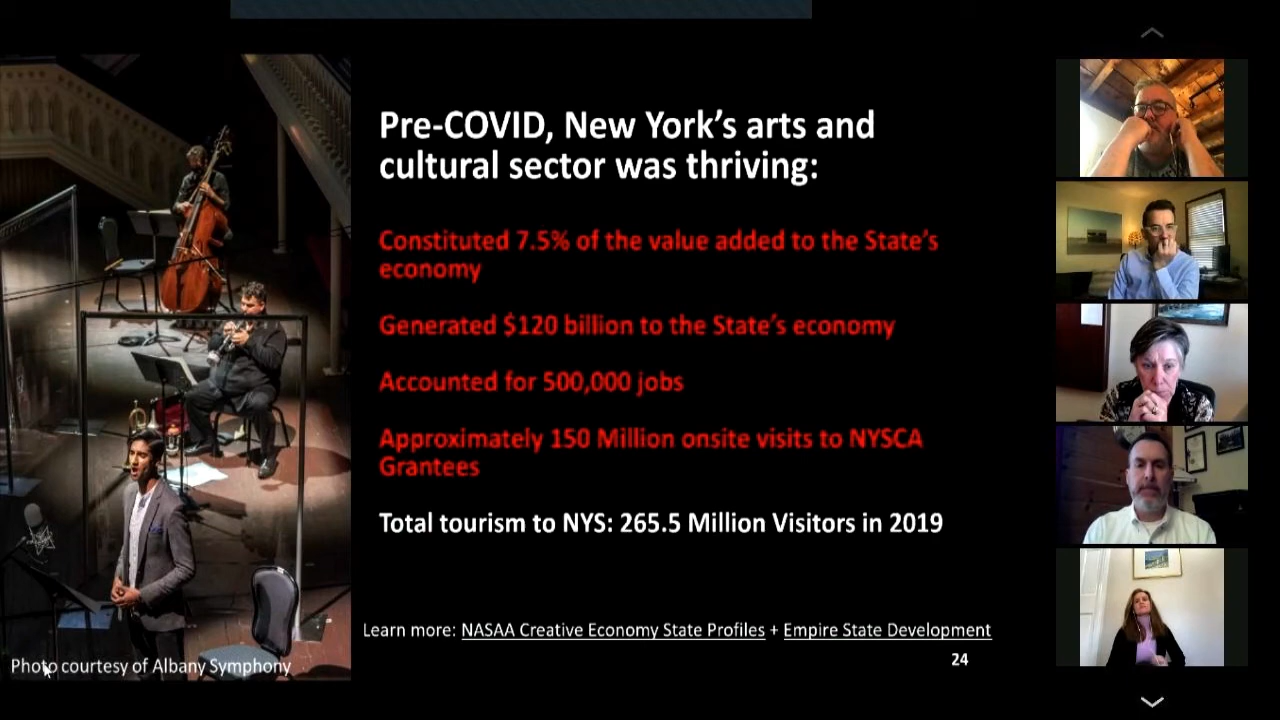 Pre-COVID, New York's arts and
cultural sector was thriving:
Constituted 7.5% of the value added to the State's
economy
Generated $120 billion to the State's economy
Accounted for 500,000 jobs
Approximately 150 Million onsite visits to NYSCA
Grantees
Total tourism to NYS: 265.5 Million Visitors in 2019
Learn more: NASAA Creative Economy State Profiles + Empire State Development
24
Photo courtesy of Albany Symphony